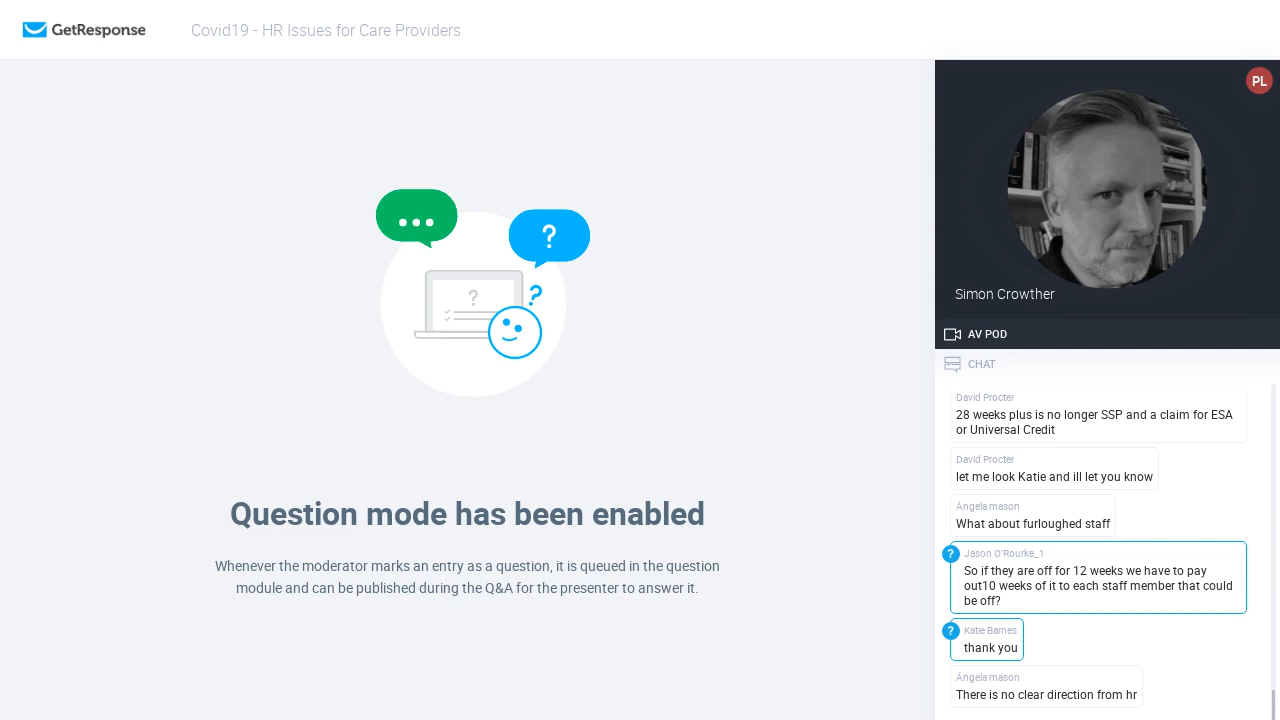 GetResponse
Covid19 - HR Issues for Care Providers
PL
Simon Crowther
AV POD
CHAT
?
?
?
Question mode has been enabled
Whenever the moderator marks an entry as a question, it is queued in the question
module and can be published during the Q&A for the presenter to answer it.
David Procter
28 weeks plus is no longer SSP and a claim for ESA
or Universal Credit
David Procter
let me look Katie and ill let you know
Angela mason
What about furloughed staff
?
Jason O'Rourke_1
So if they are off for 12 weeks we have to pay
out10 weeks of it to each staff member that could
be off?
?
Katie Barnes
thank you
Angela mason
There is no clear direction from hr